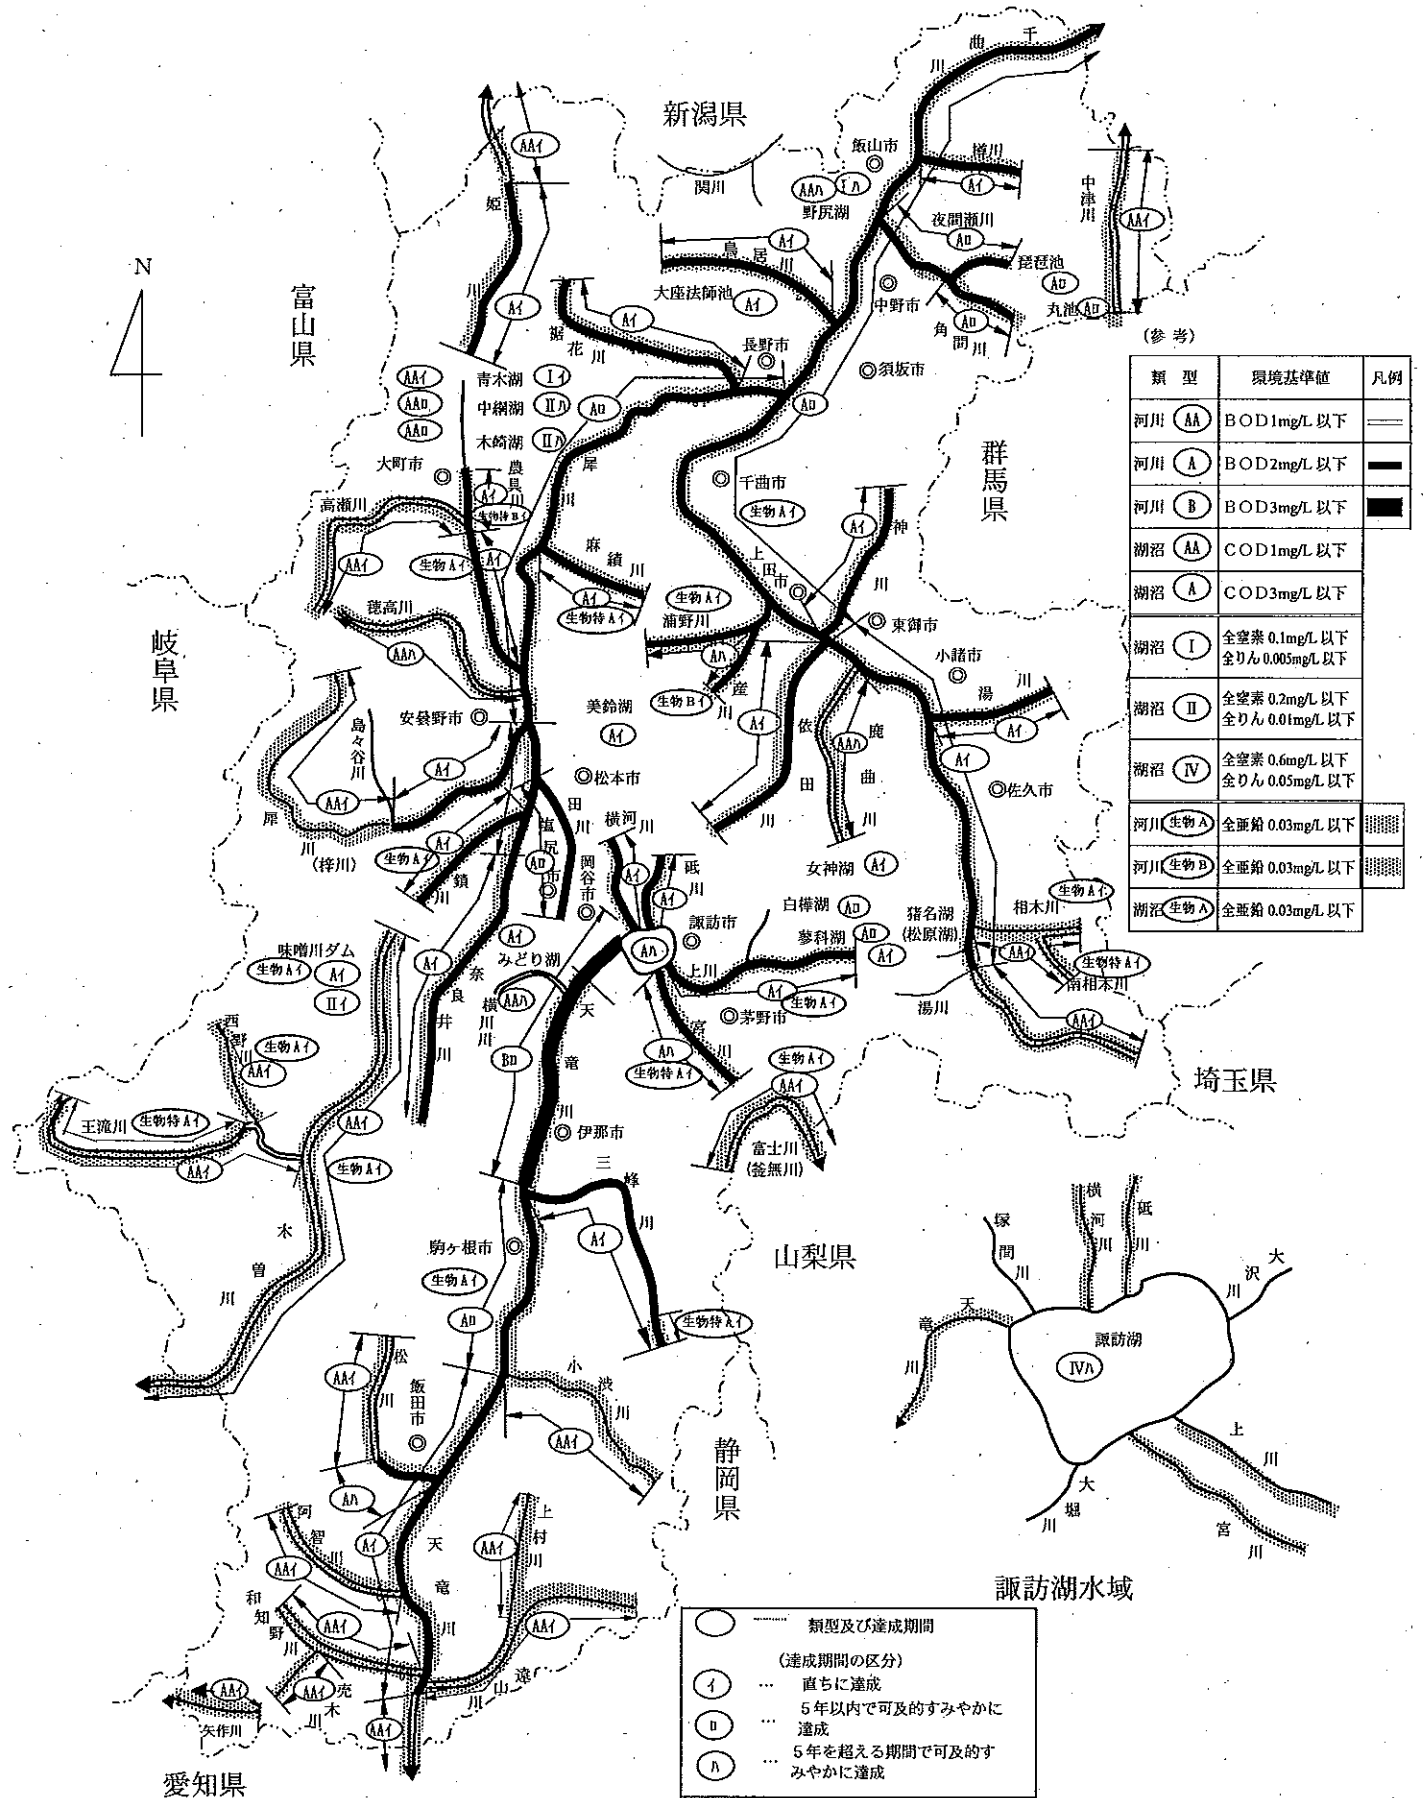 新潟県
千曲川
AAイ
飯山市
関川
AAハ
Iハ
野尻湖
樽川
Aイ
中津川
AAイ
姫川
夜間瀬川
Aロ
鳥居川
Aイ
琵琶池
Aロ
丸池
Aロ
N
富山県
大座法師池
Aイ
中野市
角間川
Aロ
Aイ
裾花川
Aイ
長野市
須坂市
(参考)
類型
環境基準値
凡例
河川 AA BOD1mg/L 以下
河川 A BOD2mg/L 以下
河川 B BOD3mg/L 以下
湖沼 AA COD1mg/L 以下
湖沼 A COD3mg/L 以下
湖沼 I 全窒素 0.1mg/L 以下
全りん 0.005mg/L 以下
湖沼 II 全窒素 0.2mg/L 以下
全りん 0.01mg/L 以下
湖沼 IV 全窒素 0.6mg/L 以下
全りん 0.05mg/L 以下
河川 生物A 全亜鉛 0.03mg/L 以下
河川 生物B 全亜鉛 0.03mg/L 以下
湖沼 生物A 全亜鉛 0.03mg/L 以下
AAイ 青木湖 Iイ
AAロ 中綱湖 IIハ
AAロ 木崎湖 IIハ
Aロ
Aロ
大町市
農具川
Aイ
生物特Bイ
犀川
千曲市
生物Aイ
群馬県
高瀬川
AAイ
生物Aイ
Aイ
麻績川
Aイ
生物特Aイ
上田市
Aイ
神川
穂高川
AAハ
生物Aイ
浦野川
Aハ
生物Bイ
産川
東御市
小諸市
岐阜県
安曇野市
美鈴湖
Aイ
Aイ
依田川
AAハ
鹿曲川
湯川
Aイ
Aイ
島々谷川
Aイ
AAイ
松本市
佐久市
犀川
(梓川)
Aイ
生物Aイ
鎖川
田川
塩尻市
Aロ
横河川
岡谷市
Aイ
砥川
Aイ
女神湖
Aイ
諏訪市
白樺湖
Aロ
蓼科湖
Aロ
Aイ
猪名湖
(松原湖)
生物Aイ
相木川
AAイ
生物特Aイ
南相木川
味噌川ダム
生物Aイ
Aイ
IIイ
Aイ
奈良井川
Aイ
みどり湖
AAハ
横川川
Aハ
上川
Aイ
生物Aイ
茅野市
湯川
AAイ
西野川
生物Aイ
AAイ
Bロ
天竜川
Aハ
生物特Aイ
宮川
生物Aイ
AAイ
埼玉県
王滝川
生物特Aイ
AAイ
AAイ
生物Aイ
伊那市
富士川
(釜無川)
三峰川
Aイ
木曽川
駒ヶ根市
生物Aイ
Aロ
生物特Aイ
山梨県
塚間川
横河川
砥川
大沢川
天竜川
諏訪湖
IVハ
上川
宮川
大堀川
諏訪湖水域
松川
AAイ
飯田市
小渋川
AAイ
静岡県
Aハ
Aイ
阿智川
AAイ
天竜川
上村川
AAイ
和知野川
AAイ
AAイ
遠山川
AAイ
売木川
AAイ
矢作川
AAイ
愛知県
類型及び達成期間
(達成期間の区分)
イ … 直ちに達成
ロ … 5年以内で可及的すみやかに
達成
ハ … 5年を超える期間で可及的す
みやかに達成